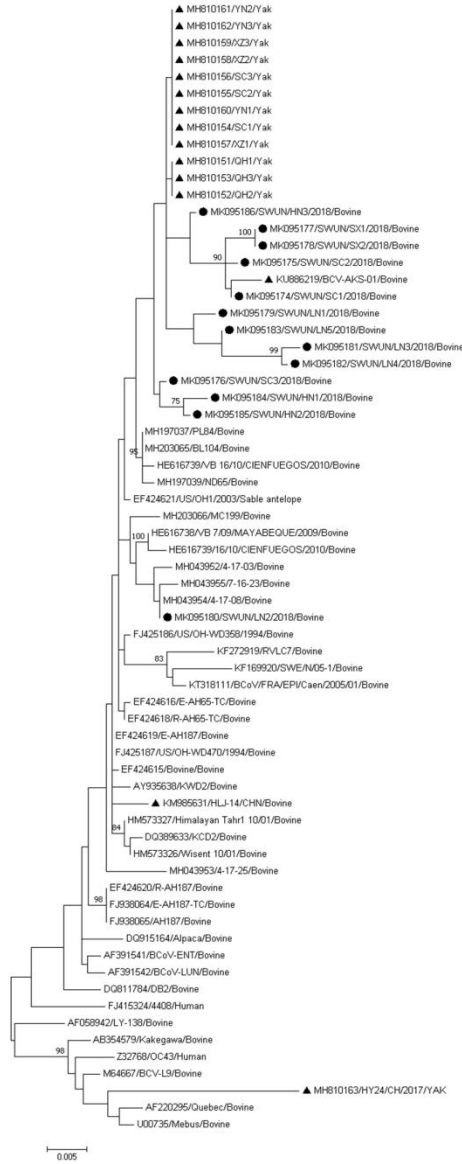 MH810161/YN2/Yak
MH810162/YN3/Yak
MH810159/XZ3/Yak
MH810158/XZ2/Yak
MH810156/SC3/Yak
MH810155/SC2/Yak
MH810160/YN1/Yak
MH810154/SC1/Yak
MH810157/XZ1/Yak
MH810151/QH1/Yak
MH810153/QH3/Yak
MH810152/QH2/Yak
MK095186/SWUN/HN3/2018/Bovine
100 MK095177/SWUN/SX1/2018/Bovine
MK095178/SWUN/SX2/2018/Bovine
90 MK095175/SWUN/SC2/2018/Bovine
KU886219/BCV-AKS-01/Bovine
MK095174/SWUN/SC1/2018/Bovine
MK095179/SWUN/LN1/2018/Bovine
MK095183/SWUN/LN5/2018/Bovine
99 MK095181/SWUN/LN3/2018/Bovine
MK095182/SWUN/LN4/2018/Bovine
MK095176/SWUN/SC3/2018/Bovine
75 MK095184/SWUN/HN1/2018/Bovine
MK095185/SWUN/HN2/2018/Bovine
MH197037/PL84/Bovine
95 MH203065/BL104/Bovine
HE616739/VB 16/10/CIENFUEGOS/2010/Bovine
MH197039/ND65/Bovine
EF424621/US/OH1/2003/Sable antelope
MH203066/MC199/Bovine
100 HE616738/VB 7/09/MAYABEQUE/2009/Bovine
HE616739/16/10/CIENFUEGOS/2010/Bovine
MH043952/4-17-03/Bovine
MH043955/7-16-23/Bovine
MH043954/4-17-08/Bovine
MK095180/SWUN/LN2/2018/Bovine
FJ425186/US/OH-WD358/1994/Bovine
83 KF272919/RVLC7/Bovine
KF169920/SWE/N/05-1/Bovine
KT318111/BCoV/FRA/EPI/Caen/2005/01/Bovine
EF424616/E-AH65-TC/Bovine
EF424618/R-AH65-TC/Bovine
EF424619/E-AH187/Bovine
FJ425187/US/OH-WD470/1994/Bovine
EF424615/Bovine/Bovine
AY935638/KWD2/Bovine
KM985631/HLJ-14/CHN/Bovine
84 HM573327/Himalayan Tahr1 10/01/Bovine
DQ389633/KCD2/Bovine
HM573326/Wisent 10/01/Bovine
MH043953/4-17-25/Bovine
EF424620/R-AH187/Bovine
98 FJ938064/E-AH187-TC/Bovine
FJ938065/AH187/Bovine
DQ915164/Alpaca/Bovine
AF391541/BCoV-ENT/Bovine
AF391542/BCoV-LUN/Bovine
DQ811784/DB2/Bovine
FJ415324/4408/Human
AF058942/LY-138/Bovine
98 AB354579/Kakegawa/Bovine
Z32768/OC43/Human
M64667/BCV-L9/Bovine
MH810163/HY24/CH/2017/YAK
AF220295/Quebec/Bovine
U00735/Mebus/Bovine
0.005